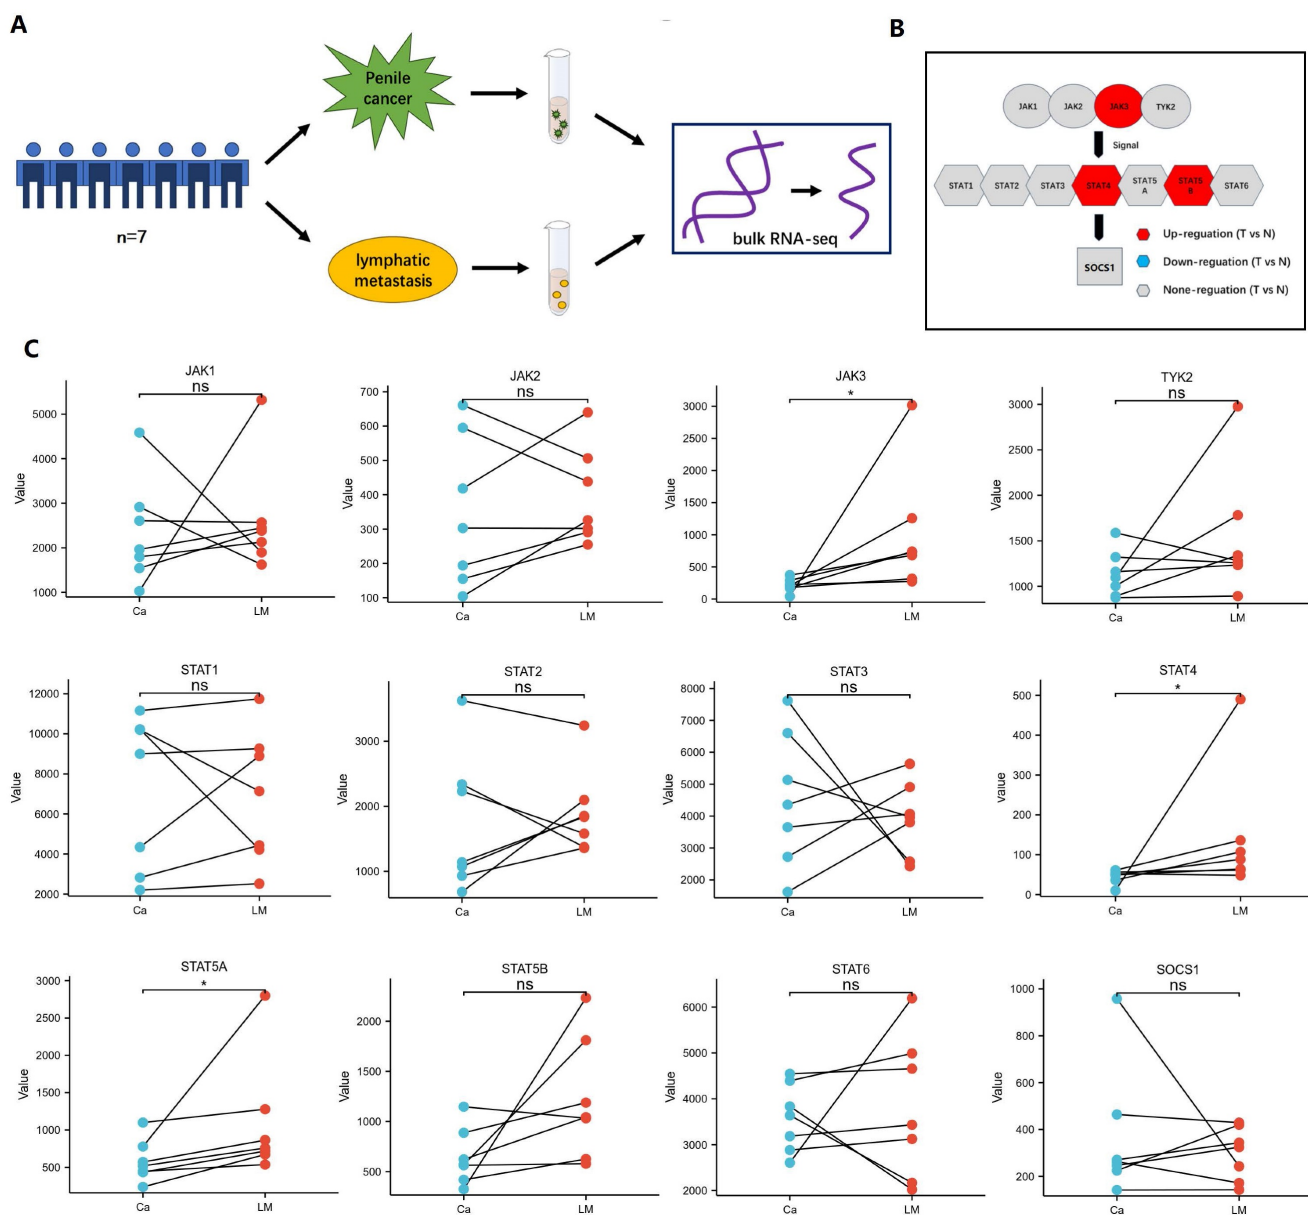 A
Penile
cancer
n=7
lymphatic
metastasis
bulk RNA-seq
B
JAK1 JAK2 JAK3 TYK2
Signal
STAT1 STAT2 STAT3 STAT4 STAT5 A STAT5 B STAT6
SOCS1
Up-reguation (T vs N)
Down-reguation (T vs N)
None-reguation (T vs N)
C
JAK1
ns
Value
5000
4000
3000
2000
1000
Ca LM
JAK2
ns
Value
700
600
500
400
300
200
100
Ca LM
JAK3
*
Value
3000
2500
2000
1500
1000
500
0
Ca LM
TYK2
ns
Value
3000
2500
2000
1500
1000
Ca LM
STAT1
ns
Value
12000
10000
8000
6000
4000
2000
Ca LM
STAT2
ns
Value
3000
2000
1000
Ca LM
STAT3
ns
Value
8000
7000
6000
5000
4000
3000
2000
Ca LM
STAT4
*
Value
500
400
300
200
100
0
Ca LM
STAT5A
*
Value
3000
2500
2000
1500
1000
500
Ca LM
STAT5B
ns
Value
2000
1500
1000
500
Ca LM
STAT6
ns
Value
6000
5000
4000
3000
2000
Ca LM
SOCS1
ns
Value
1000
800
600
400
200
Ca LM